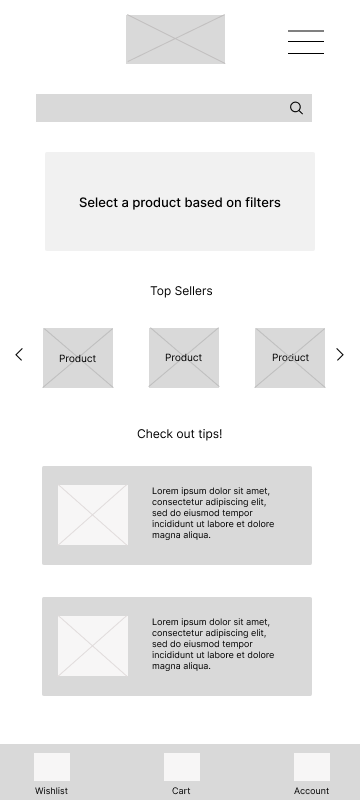 Select a product based on filters
Top Sellers
Product
Product
Product
Check out tips!
Lorem ipsum dolor sit amet,
consectetur adipiscing elit,
sed do eiusmod tempor
incididunt ut labore et dolore
magna aliqua.
Lorem ipsum dolor sit amet,
consectetur adipiscing elit,
sed do eiusmod tempor
incididunt ut labore et dolore
magna aliqua.
Wishlist
Cart
Account